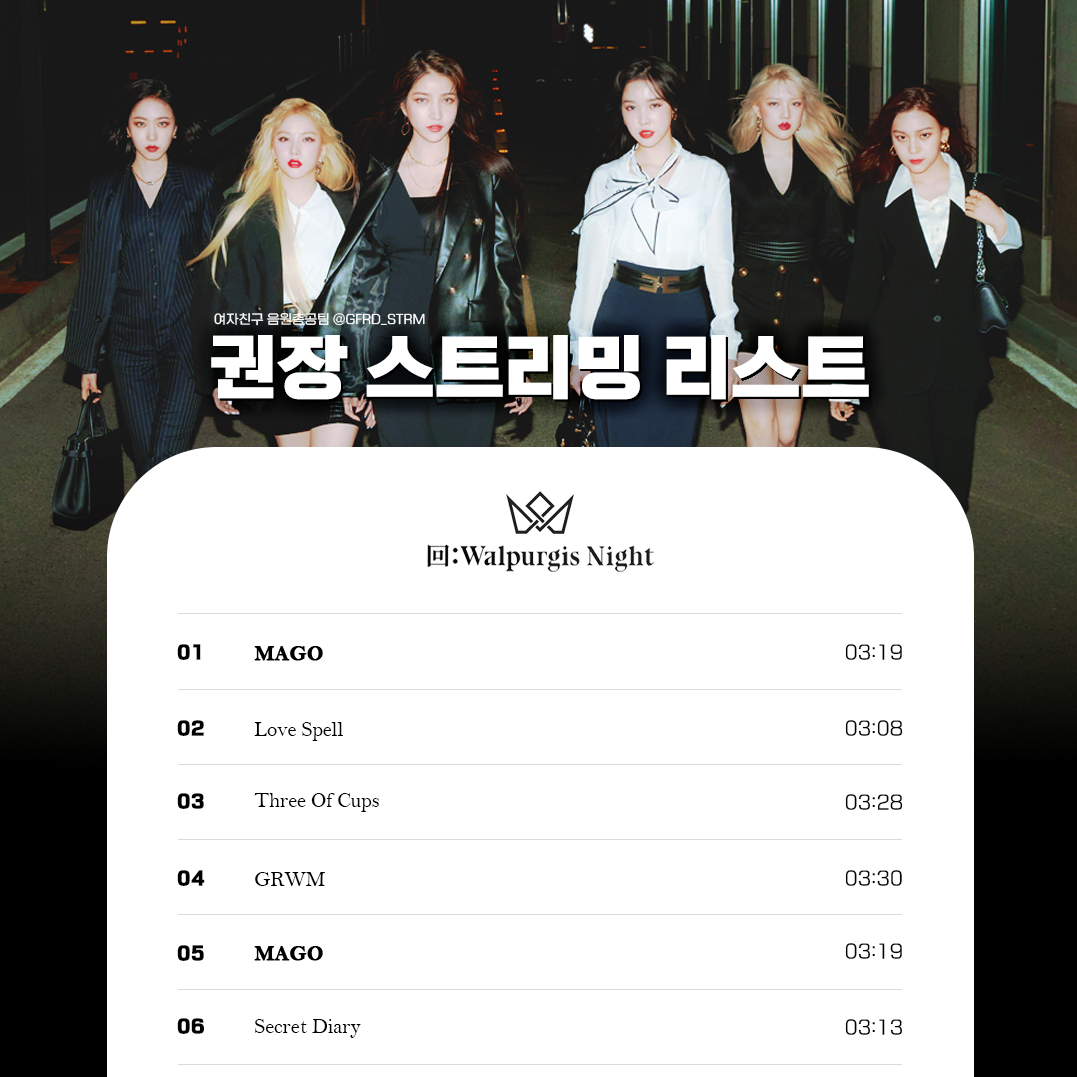 여자친구 음원총공팀 @GFRD_STRM
권장 스트리밍 리스트
回:Walpurgis Night
01 MAGO 03:19
02 Love Spell 03:08
03 Three Of Cups 03:28
04 GRWM 03:30
05 MAGO 03:19
06 Secret Diary 03:13